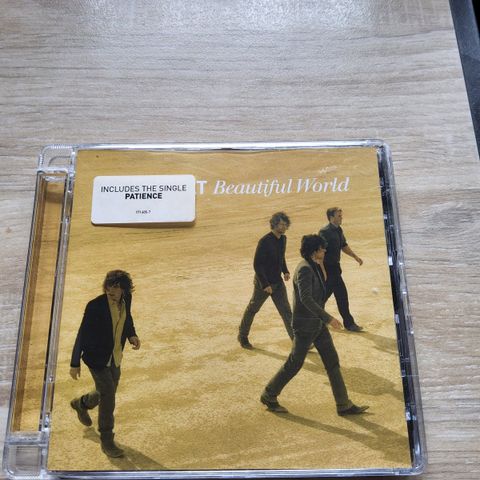 T Beautiful World
INCLUDES THE SINGLE
PATIENCE